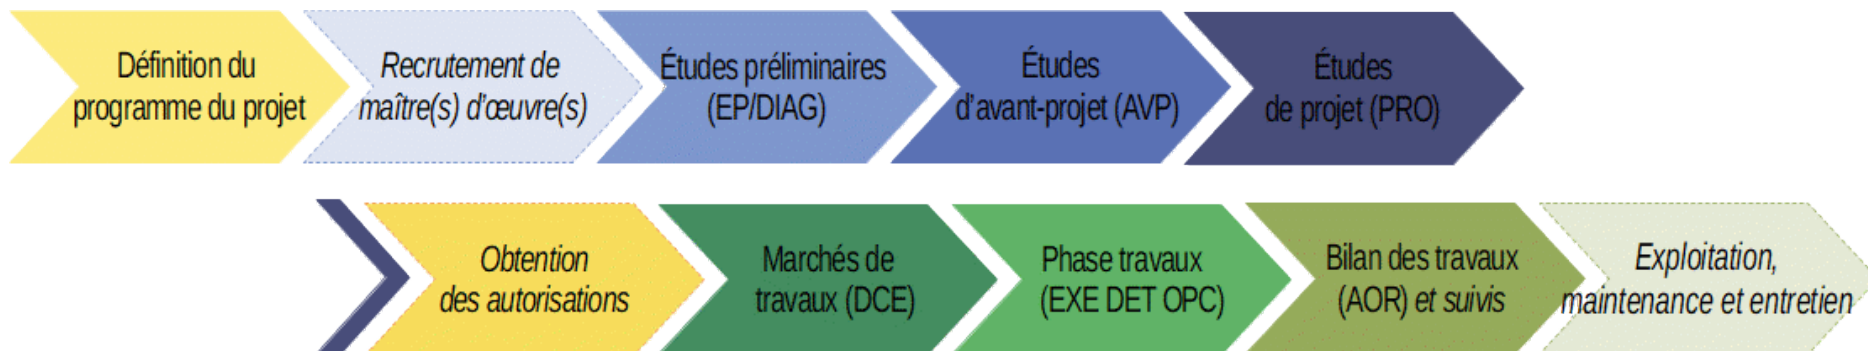 Définition du
programme du projet
Recrutement de
maître(s) d’œuvre(s)
Études préliminaires
(EP/DIAG)
Études
d’avant-projet (AVP)
Études
de projet (PRO)
Obtention
des autorisations
Marchés de
travaux (DCE)
Phase travaux
(EXE DET OPC)
Bilan des travaux
(AOR) et suivis
Exploitation,
maintenance et entretien